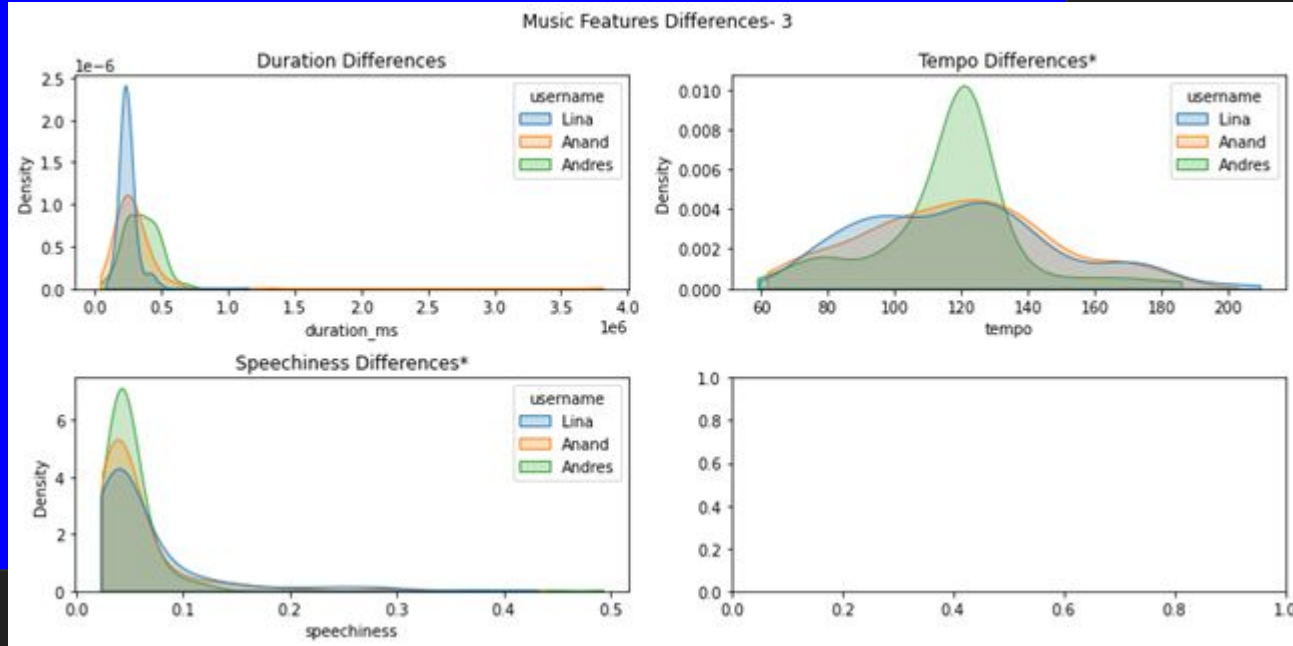 Music Features Differences- 3
Duration Differences
1e−6
2.5
2.0
1.5
1.0
0.5
0.0
Density
username
Lina
Anand
Andres
0.0 0.5 1.0 1.5 2.0 2.5 3.0 3.5 4.0
1e6
duration_ms
Tempo Differences*
0.010
0.008
0.006
0.004
0.002
0.000
Density
username
Lina
Anand
Andres
60 80 100 120 140 160 180 200
tempo
Speechiness Differences*
6
4
2
0
Density
username
Lina
Anand
Andres
0.0 0.1 0.2 0.3 0.4 0.5
speechiness
1.0
0.8
0.6
0.4
0.2
0.0
0.0 0.2 0.4 0.6 0.8 1.0